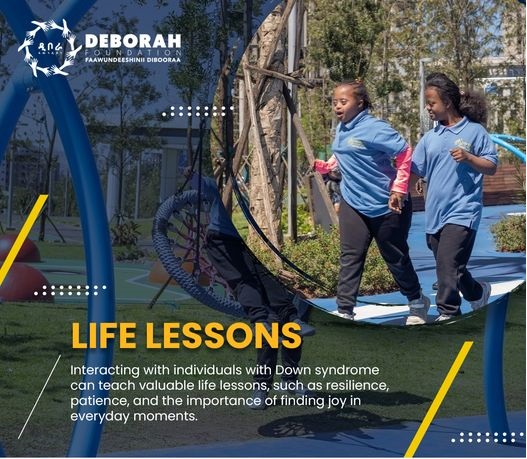 ዲቦራ
DEBORAH
FOUNDATION
FAAWUNDEESHINII DIBOORAA
LIFE LESSONS
Interacting with individuals with Down syndrome
can teach valuable life lessons, such as resilience,
patience, and the importance of finding joy in
everyday moments.